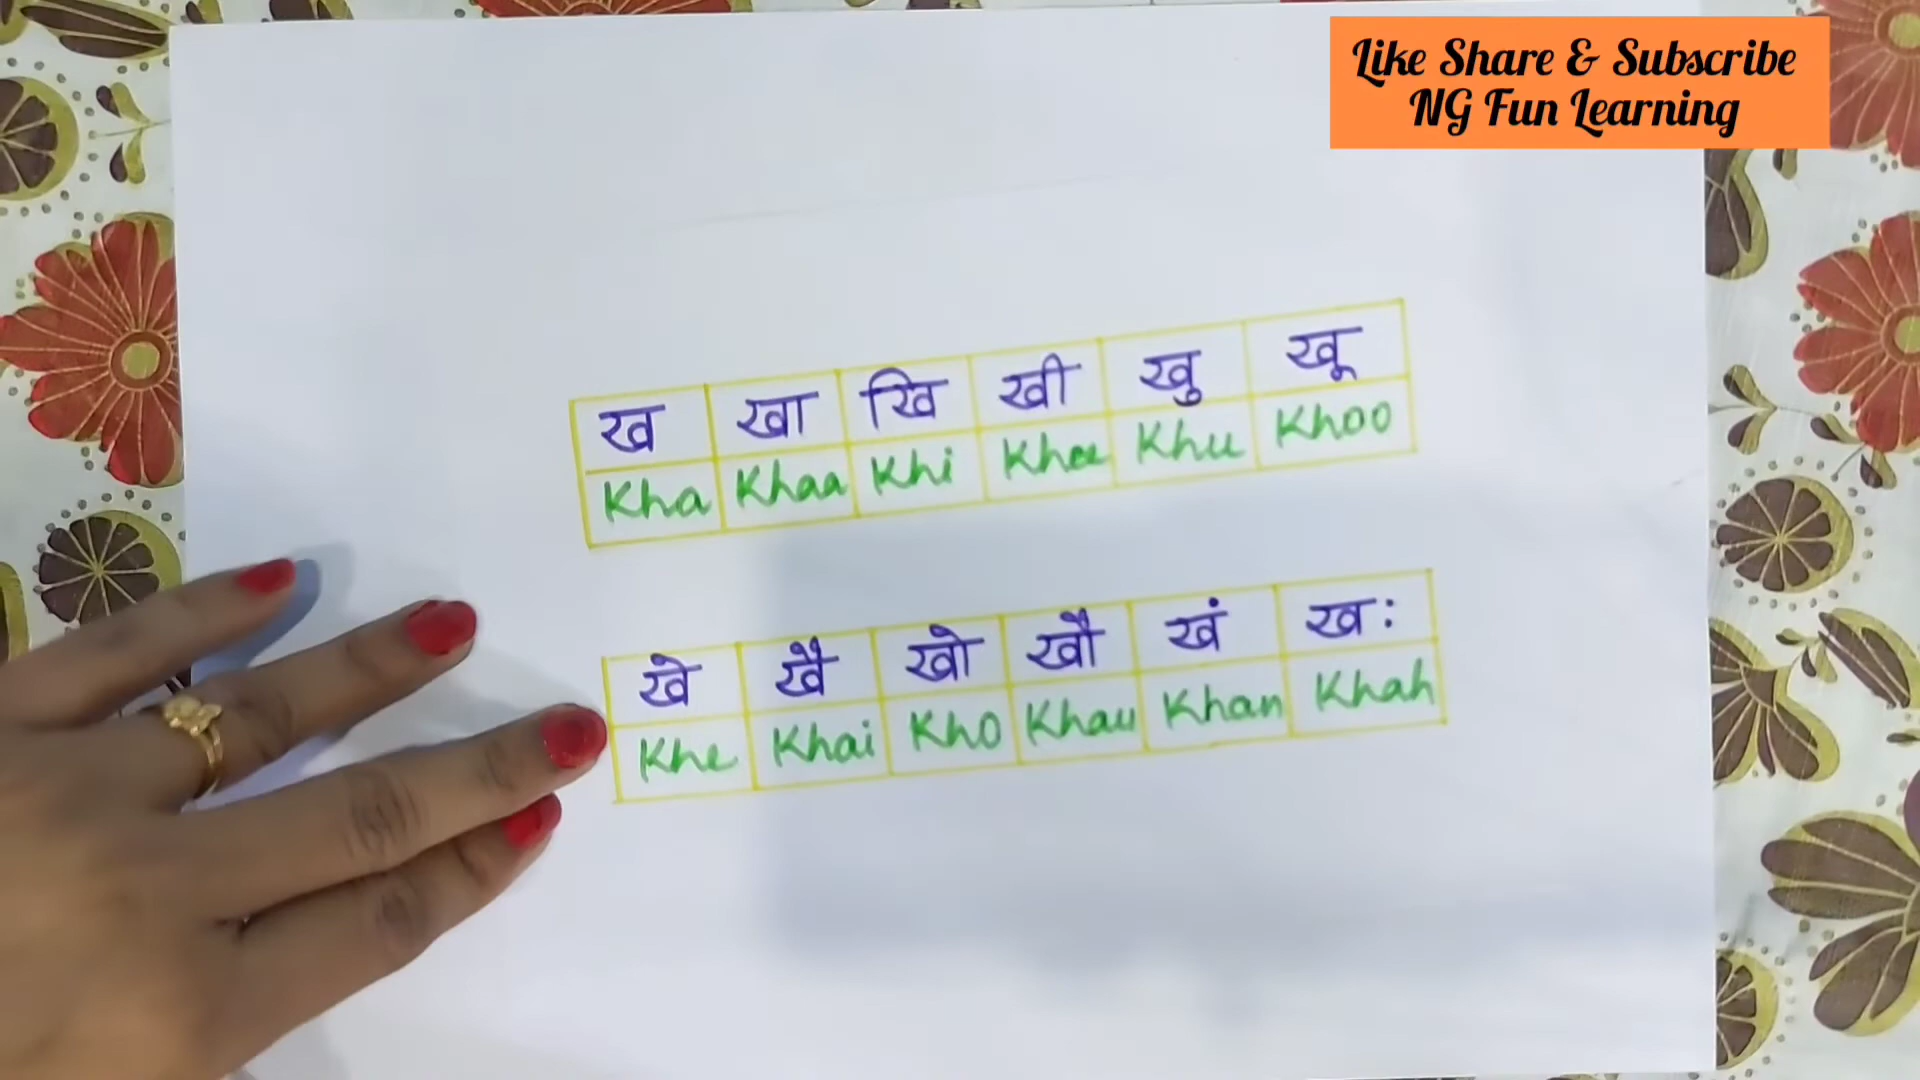 Like Share & Subscribe
NG Fun Learning
ख खा खि खी खु खू
Kha Khaa Khi Khee Khu Khoo
खे खै खो खौ खं खः
Khe Khai Kho Khau Khan Khah